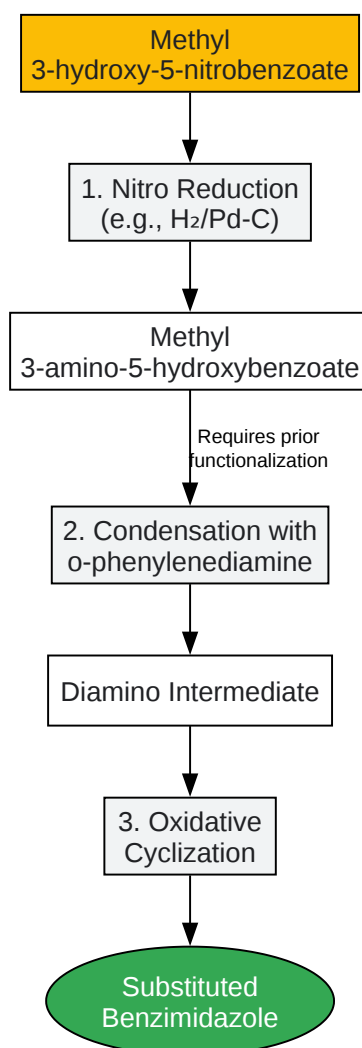 Methyl
3-hydroxy-5-nitrobenzoate
1. Nitro Reduction
(e.g., H₂/Pd-C)
Methyl
3-amino-5-hydroxybenzoate
Requires prior
functionalization
2. Condensation with
o-phenylenediamine
Diamino Intermediate
3. Oxidative
Cyclization
Substituted
Benzimidazole